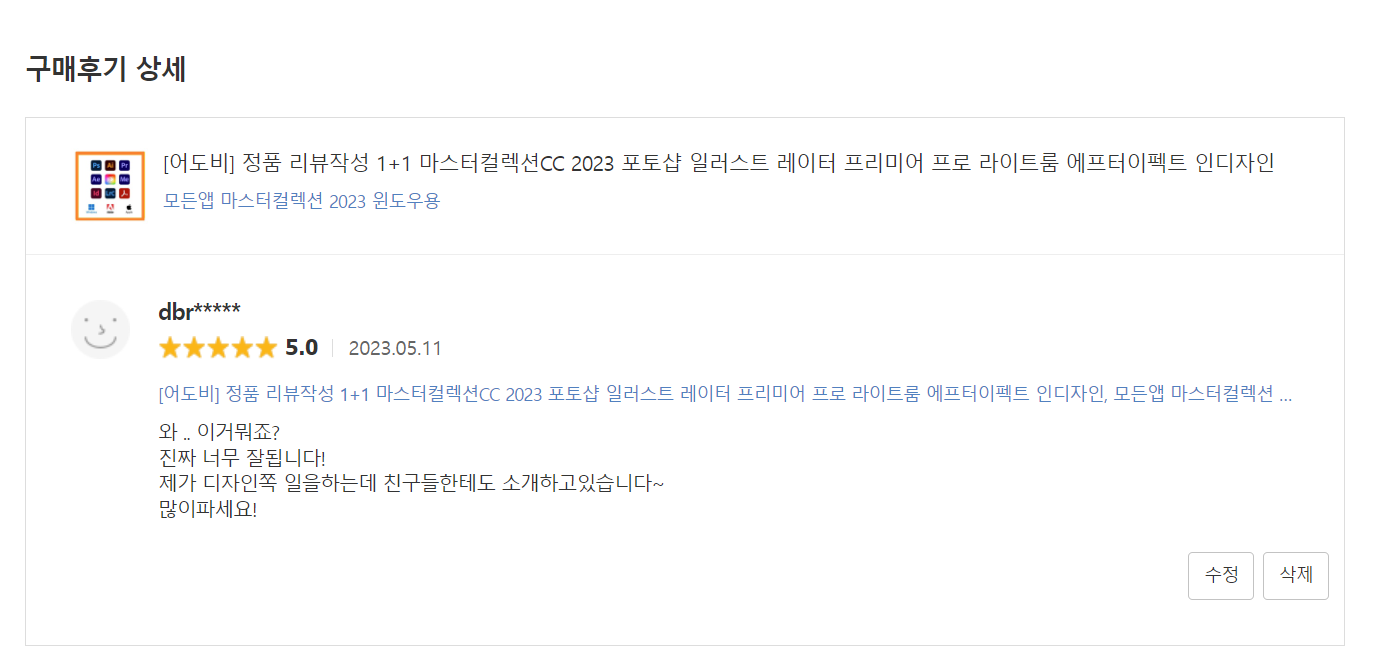 구매후기 상세
[어도비] 정품 리뷰작성 1+1 마스터컬렉션CC 2023 포토샵 일러스트 레이터 프리미어 프로 라이트룸 에프터이펙트 인디자인
모든앱 마스터컬렉션 2023 윈도우용
dbr*****
5.0 2023.05.11
[어도비] 정품 리뷰작성 1+1 마스터컬렉션CC 2023 포토샵 일러스트 레이터 프리미어 프로 라이트룸 에프터이펙트 인디자인, 모든앱 마스터컬렉션 ...
와 .. 이거뭐죠?
진짜 너무 잘됩니다!
제가 디자인쪽 일을하는데 친구들한테도 소개하고있습니다~
많이파세요!
수정 삭제